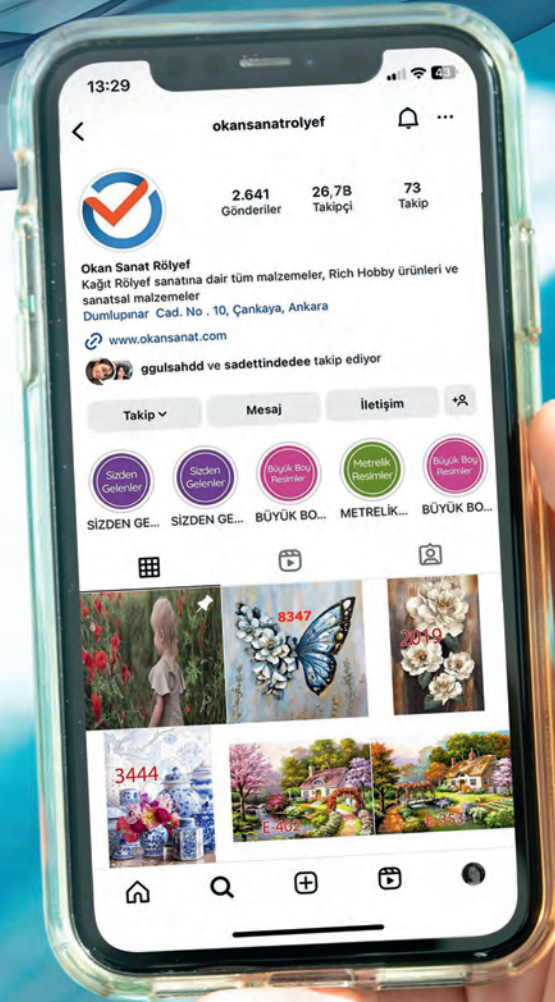 13:29
43
okansanatrolyef
2.641 26,7B 73
Gönderiler Takipçi Takip
Okan Sanat Rölyef
Kağıt Rölyef sanatına dair tüm malzemeler, Rich Hobby ürünleri ve
sanatsal malzemeler
Dumlupınar Cad. No . 10, Çankaya, Ankara
www.okansanat.com
ggulsahdd ve sadettindedee takip ediyor
Takip Mesaj İletişim
Sizden Gelenler
Sizden Gelenler
Büyük Boy Resimler
Metrelik Resimler
Büyük Boy Resimler
SİZDEN GE... SİZDEN GE... BÜYÜK BO... METRELİK... BÜYÜK BO...
8347
2019
3444
E-402
E-353